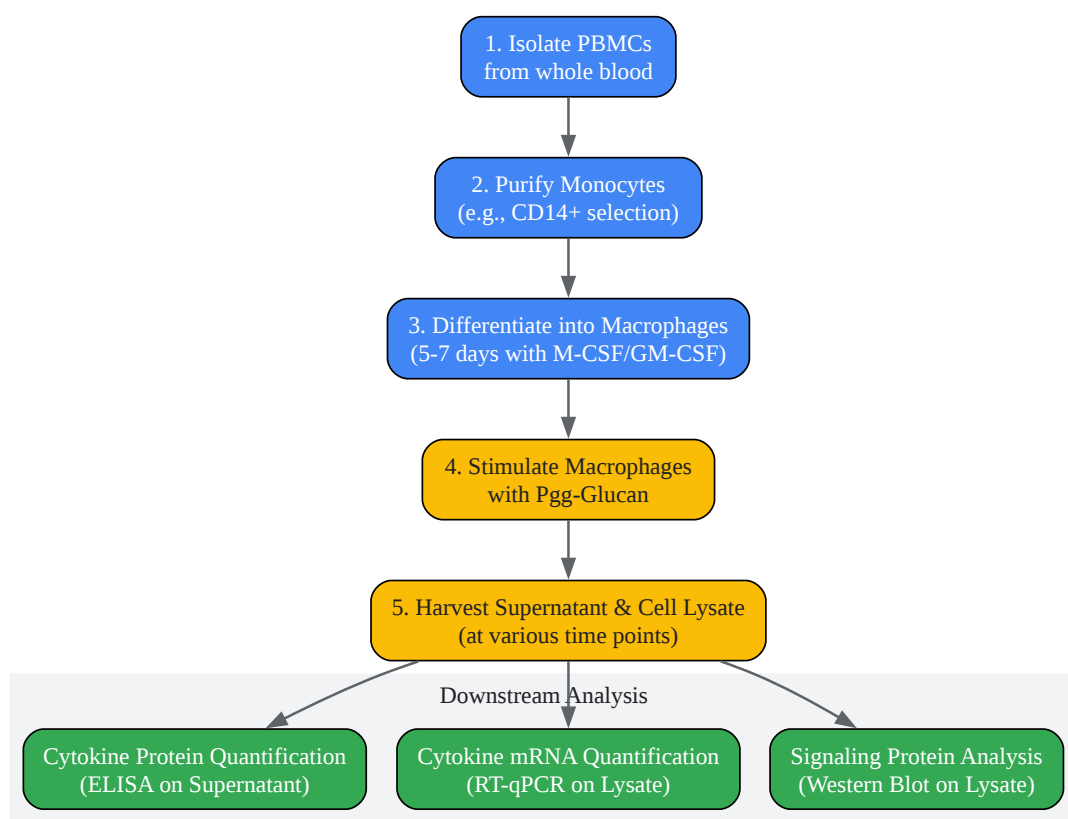 1. Isolate PBMCs
from whole blood
2. Purify Monocytes
(e.g., CD14+ selection)
3. Differentiate into Macrophages
(5-7 days with M-CSF/GM-CSF)
4. Stimulate Macrophages
with Pgg-Glucan
5. Harvest Supernatant & Cell Lysate
(at various time points)
Downstream Analysis
Cytokine Protein Quantification
(ELISA on Supernatant)
Cytokine mRNA Quantification
(RT-qPCR on Lysate)
Signaling Protein Analysis
(Western Blot on Lysate)